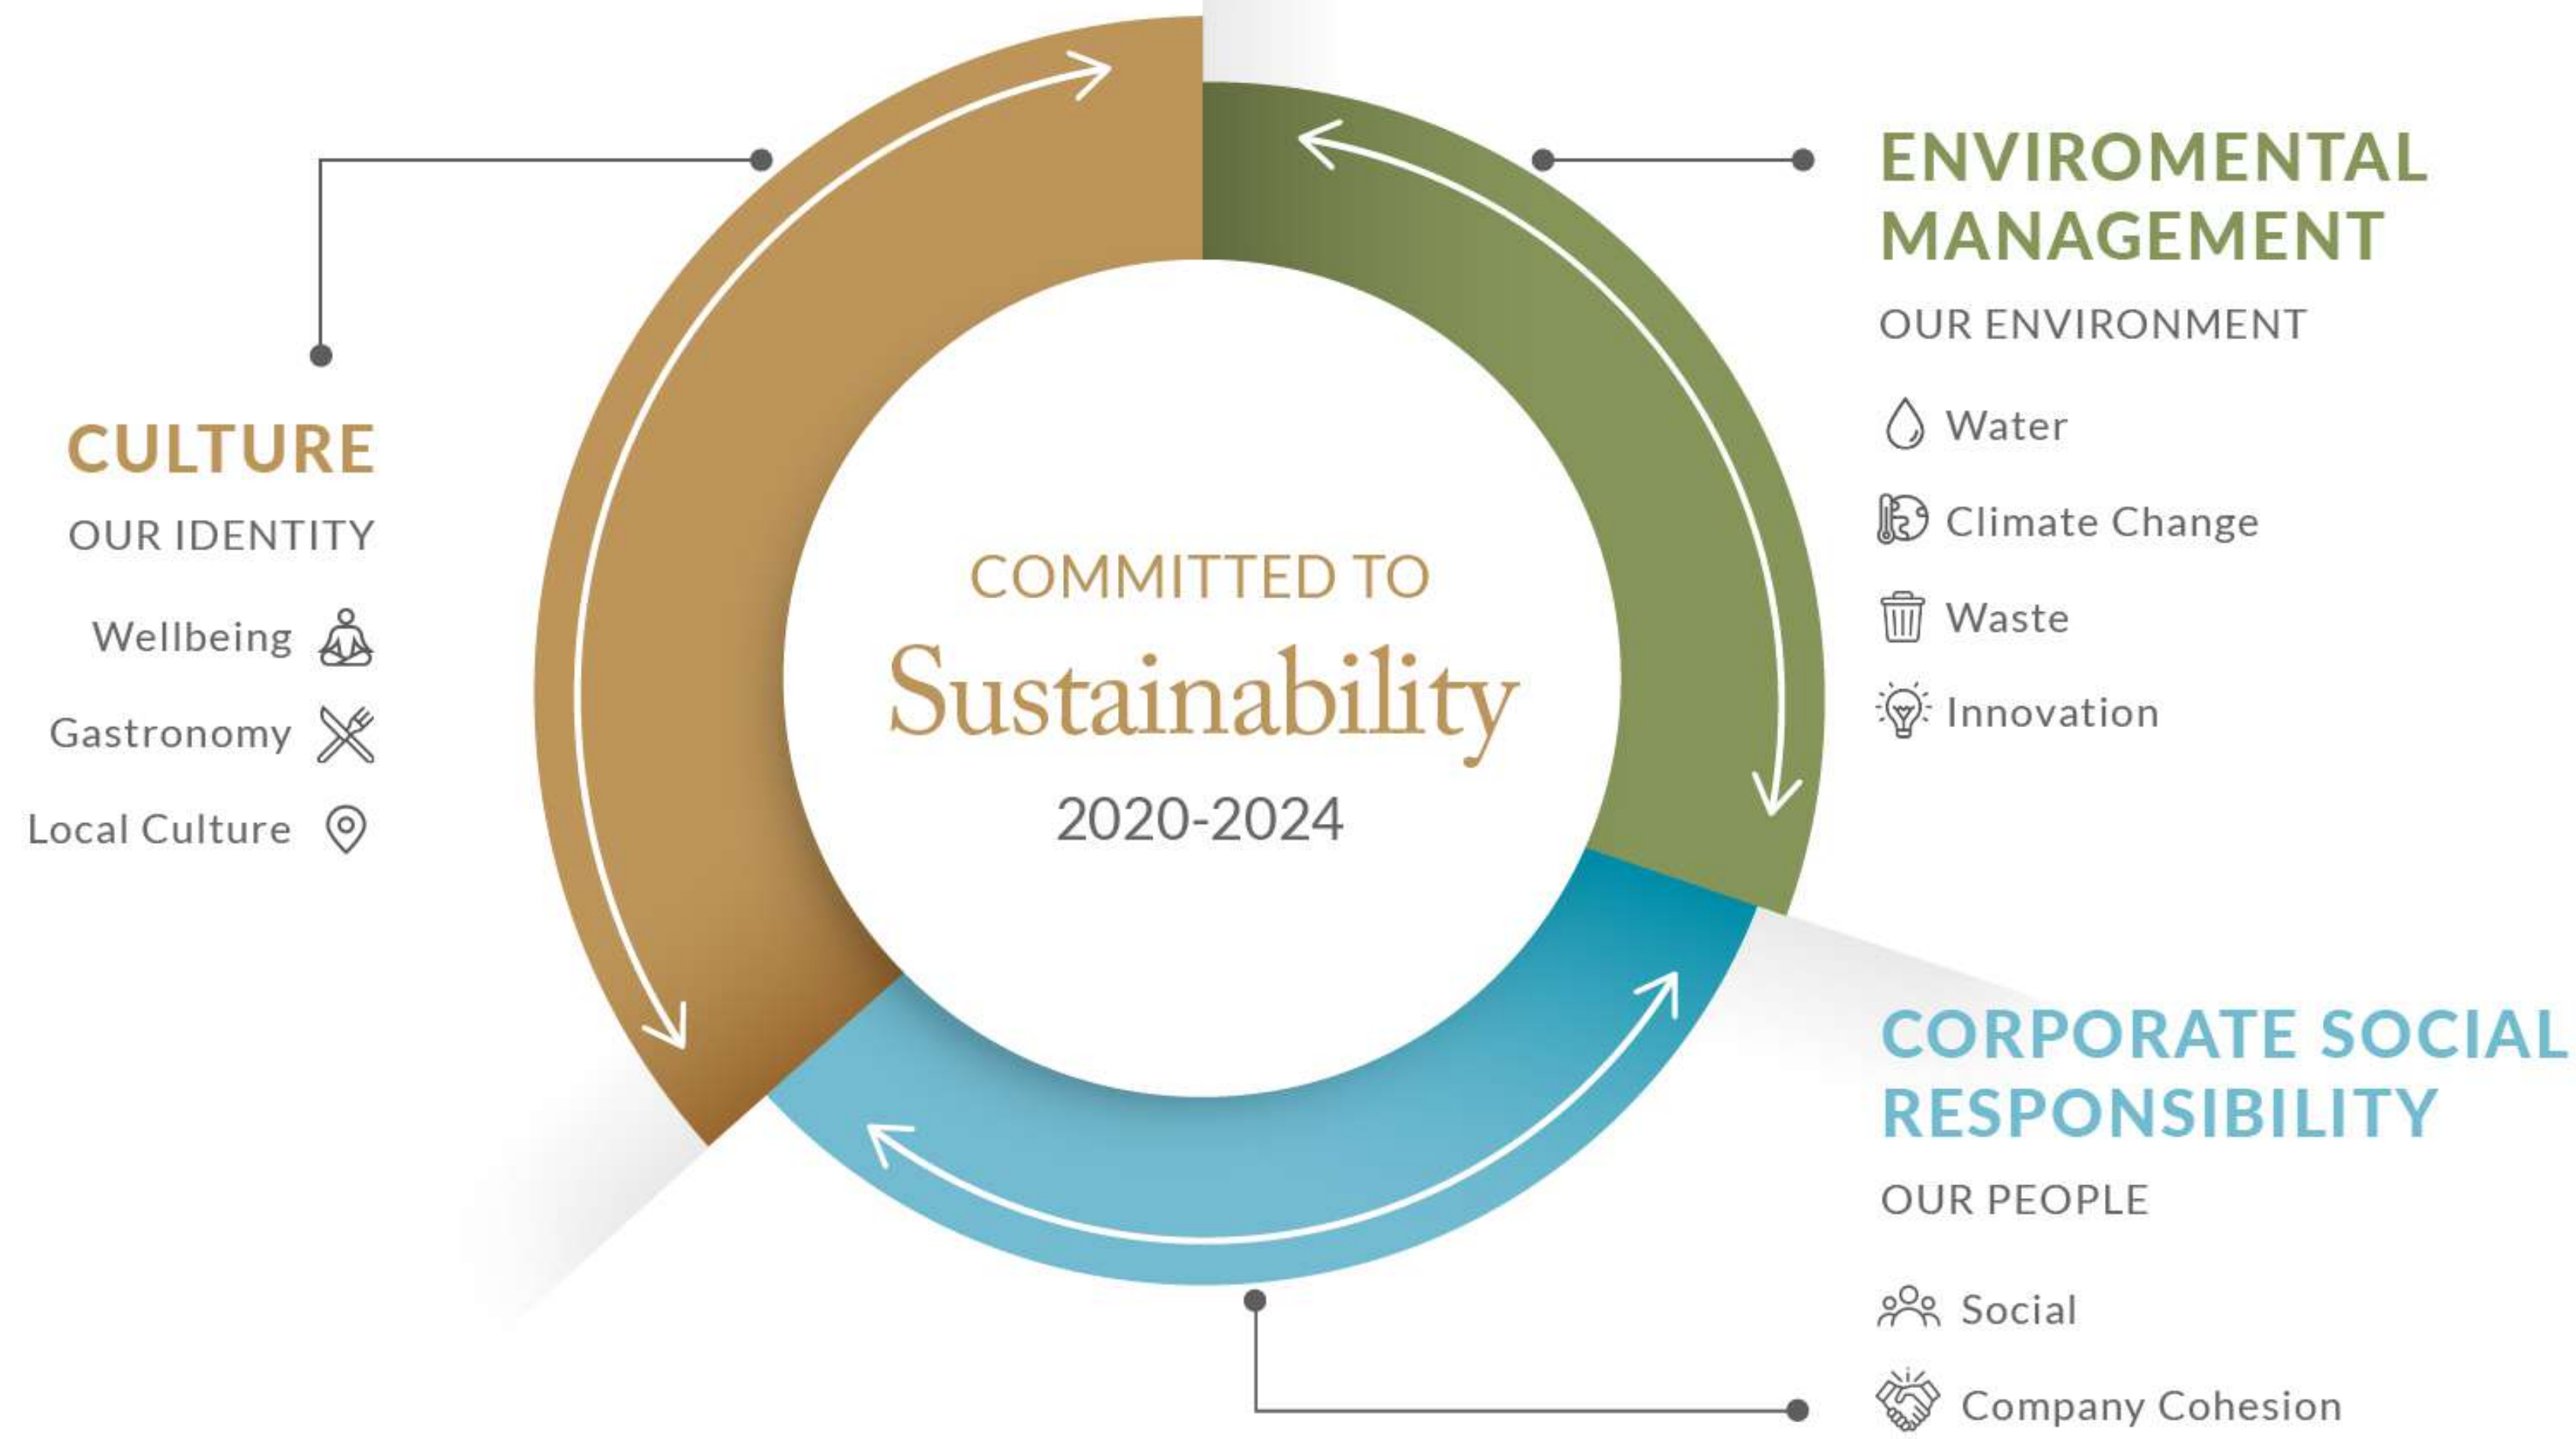 COMMITTED TO
Sustainability
2020-2024
CULTURE
OUR IDENTITY
Wellbeing
Gastronomy
Local Culture
ENVIROMENTAL
MANAGEMENT
OUR ENVIRONMENT
Water
Climate Change
Waste
Innovation
CORPORATE SOCIAL
RESPONSIBILITY
OUR PEOPLE
Social
Company Cohesion